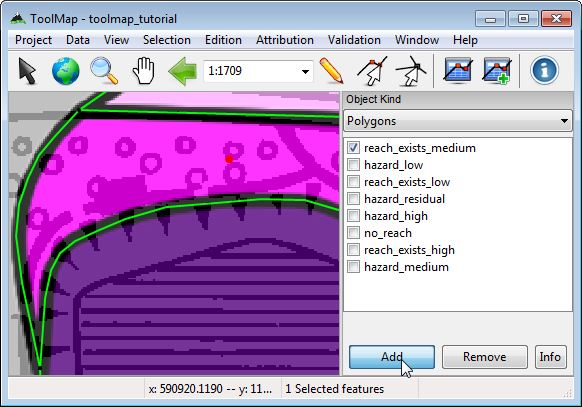 ToolMap - toolmap_tutorial
Project Data View Selection Edition Attribution Validation Window Help
1:1709
Object Kind
Polygons
reach_exists_medium
hazard_low
reach_exists_low
hazard_residual
hazard_high
no_reach
reach_exists_high
hazard_medium
Add Remove Info
x: 590920.1190 -- y: 11... 1 Selected features